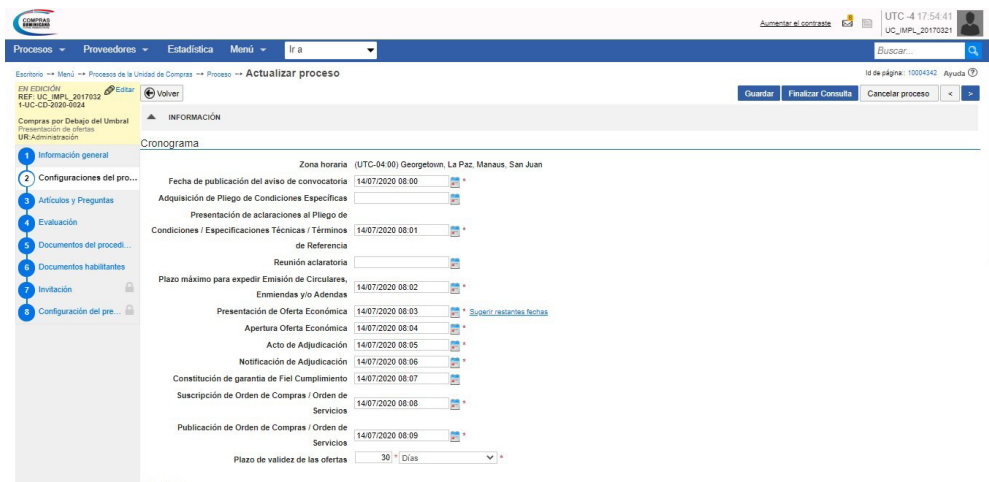 COMPRAS
DOMINICANA
Aumentar el contraste
UTC -4 17:54:41
UC_IMPL_20170321
Procesos
Proveedores
Estadística
Menú
Ir a
Buscar...
Escritorio → Menú → Procesos de la Unidad de Compras → Proceso → Actualizar proceso
Id de página:: 10004342 Ayuda ?
EN EDICIÓN
Editar
REF: UC_IMPL_2017032
1-UC-CD-2020-0024
Compras por Debajo del Umbral
Presentación de ofertas
UR:Administración
Volver
Guardar
Finalizar Consulta
Cancelar proceso
<
>
INFORMACIÓN
1 Información general
2 Configuraciones del pro...
3 Artículos y Preguntas
4 Evaluación
5 Documentos del procedi...
6 Documentos habilitantes
7 Invitación
8 Configuración del pre...
Cronograma
Zona horaria (UTC-04:00) Georgetown, La Paz, Manaus, San Juan
Fecha de publicación del aviso de convocatoria 14/07/2020 08:00 *
Adquisición de Pliego de Condiciones Específicas
Presentación de aclaraciones al Pliego de
Condiciones / Especificaciones Técnicas / Términos 14/07/2020 08:01 *
de Referencia
Reunión aclaratoria
Plazo máximo para expedir Emisión de Circulares,
14/07/2020 08:02 *
Enmiendas y/o Adendas
Presentación de Oferta Económica 14/07/2020 08:03 * Sugerir restantes fechas
Apertura Oferta Económica 14/07/2020 08:04 *
Acto de Adjudicación 14/07/2020 08:05 *
Notificación de Adjudicación 14/07/2020 08:06 *
Constitución de garantia de Fiel Cumplimiento 14/07/2020 08:07
Suscripción de Orden de Compras / Orden de
14/07/2020 08:08 *
Servicios
Publicación de Orden de Compras / Orden de
14/07/2020 08:09 *
Servicios
Plazo de validez de las ofertas 30 * Días *